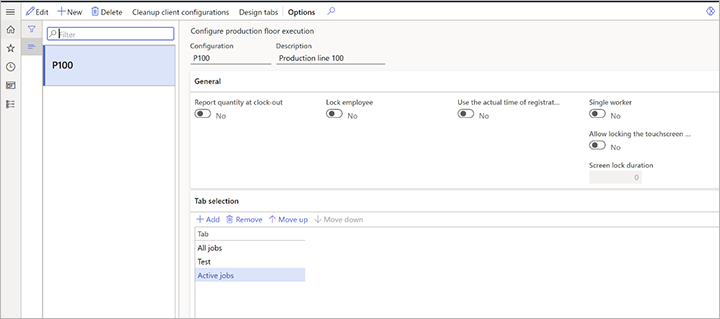 Edit New Delete Cleanup client configurations Design tabs Options
Filter
P100
Configure production floor execution
Configuration Description
P100 Production line 100
General
Report quantity at clock-out Lock employee Use the actual time of registrat... Single worker
No No No No
Allow locking the touchscreen ...
No
Screen lock duration
0
Tab selection
Add Remove Move up Move down
Tab
All jobs
Test
Active jobs